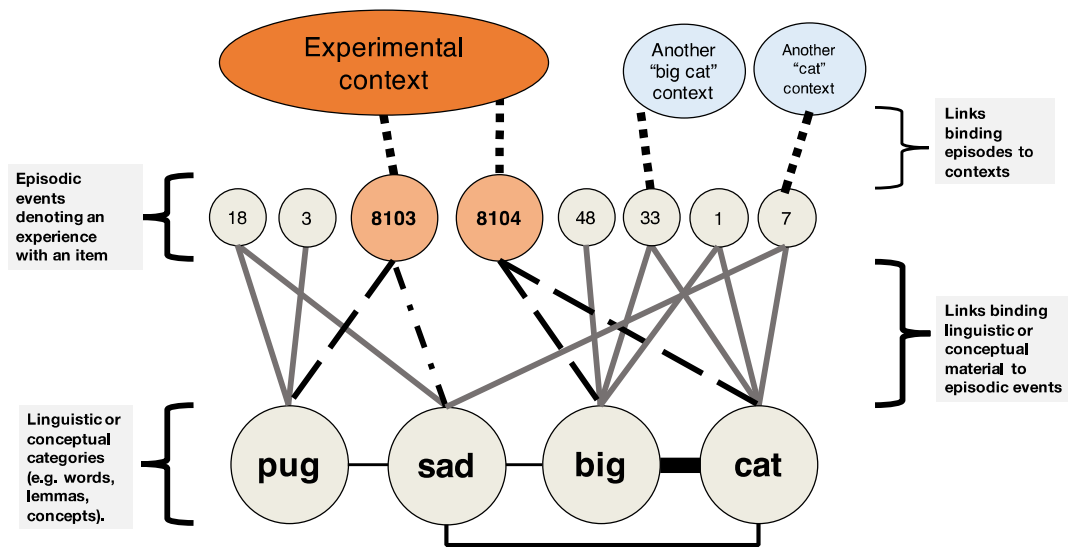 Experimental
context
Another
“big cat”
context
Another
“cat”
context
Links
binding
episodes to
contexts
Episodic
events
denoting an
experience
with an item
18
3
8103
8104
48
33
1
7
Links binding
linguistic or
conceptual
material to
episodic events
Linguistic or
conceptual
categories
(e.g. words,
lemmas,
concepts).
pug
sad
big
cat